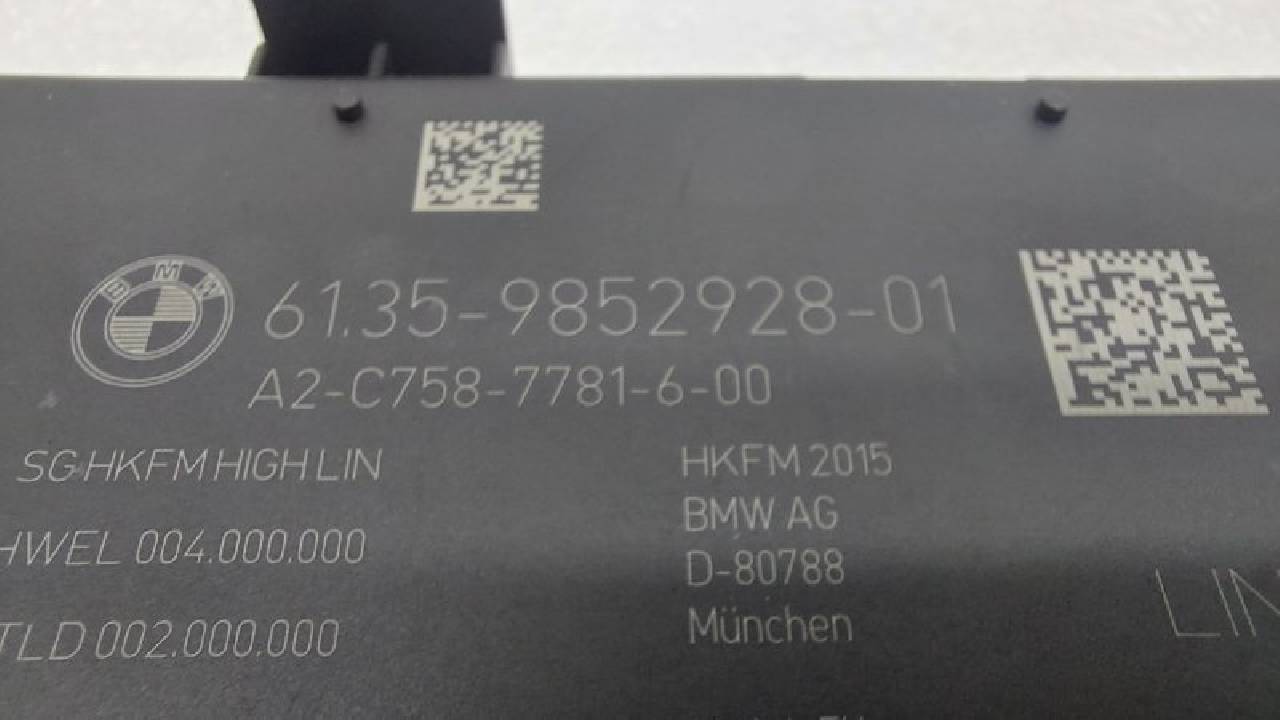 BMW
61.35-9852928-01
A2-C758-7781-6-00
SG HKFM HIGH LIN
HKFM 2015
HWEL 004.000.000
BMW AG
D-80788
TLD 002.000.000
München
LIN